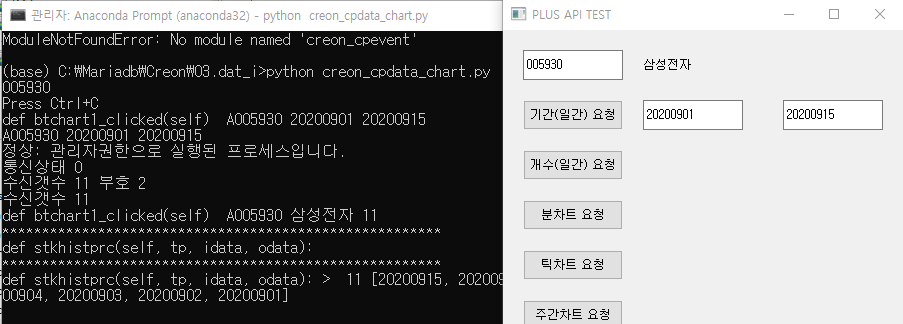 관리자: Anaconda Prompt (anaconda32) - python creon_cpdata_chart.py
ModuleNotFoundError: No module named 'creon_cpevent'
(base) C:\Mariadb\Creon\03.dat_i>python creon_cpdata_chart.py
005930
Press Ctrl+C
def btchart1_clicked(self)  A005930 20200901 20200915
A005930 20200901 20200915
정상: 관리자권한으로 실행된 프로세스입니다.
통신상태 0
수신갯수 11 부호 2
수신갯수 11
def btchart1_clicked(self)  A005930 삼성전자 11
*******************************************************
def stkhistprc(self, tp, idata, odata):
*******************************************************
def stkhistprc(self, tp, idata, odata): >  11 [20200915, 202009
00904, 20200903, 20200902, 20200901]
PLUS API TEST
005930 삼성전자
기간(일간) 요청 20200901 20200915
개수(일간) 요청
분차트 요청
틱차트 요청
주간차트 요청